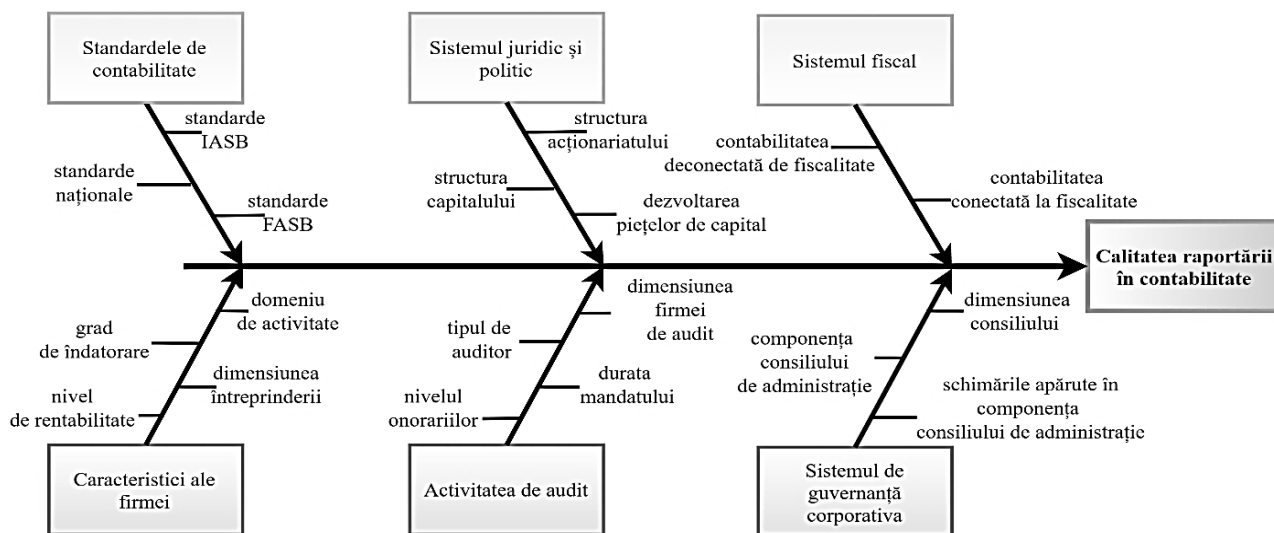 Standardele de
contabilitate
Sistemul juridic și
politic
Sistemul fiscal
standarde
IASB
standarde
naționale
standarde
FASB
structura
acționariatului
structura
capitalului
dezvoltarea
piețelor de capital
contabilitatea
deconectată de fiscalitate
contabilitatea
conectată la fiscalitate
Calitatea raportării
în contabilitate
domeniu
de activitate
grad
de îndatorare
dimensiunea
întreprinderii
nivel
de rentabilitate
dimensiunea
firmei
de audit
tipul de
auditor
durata
mandatului
nivelul
onorariilor
dimensiunea
consiliului
componența
consiliului
de administrație
schimările apărute în
componența
consiliului de administrație
Caracteristici ale
firmei
Activitatea de audit
Sistemul de
guvernanță
corporativa